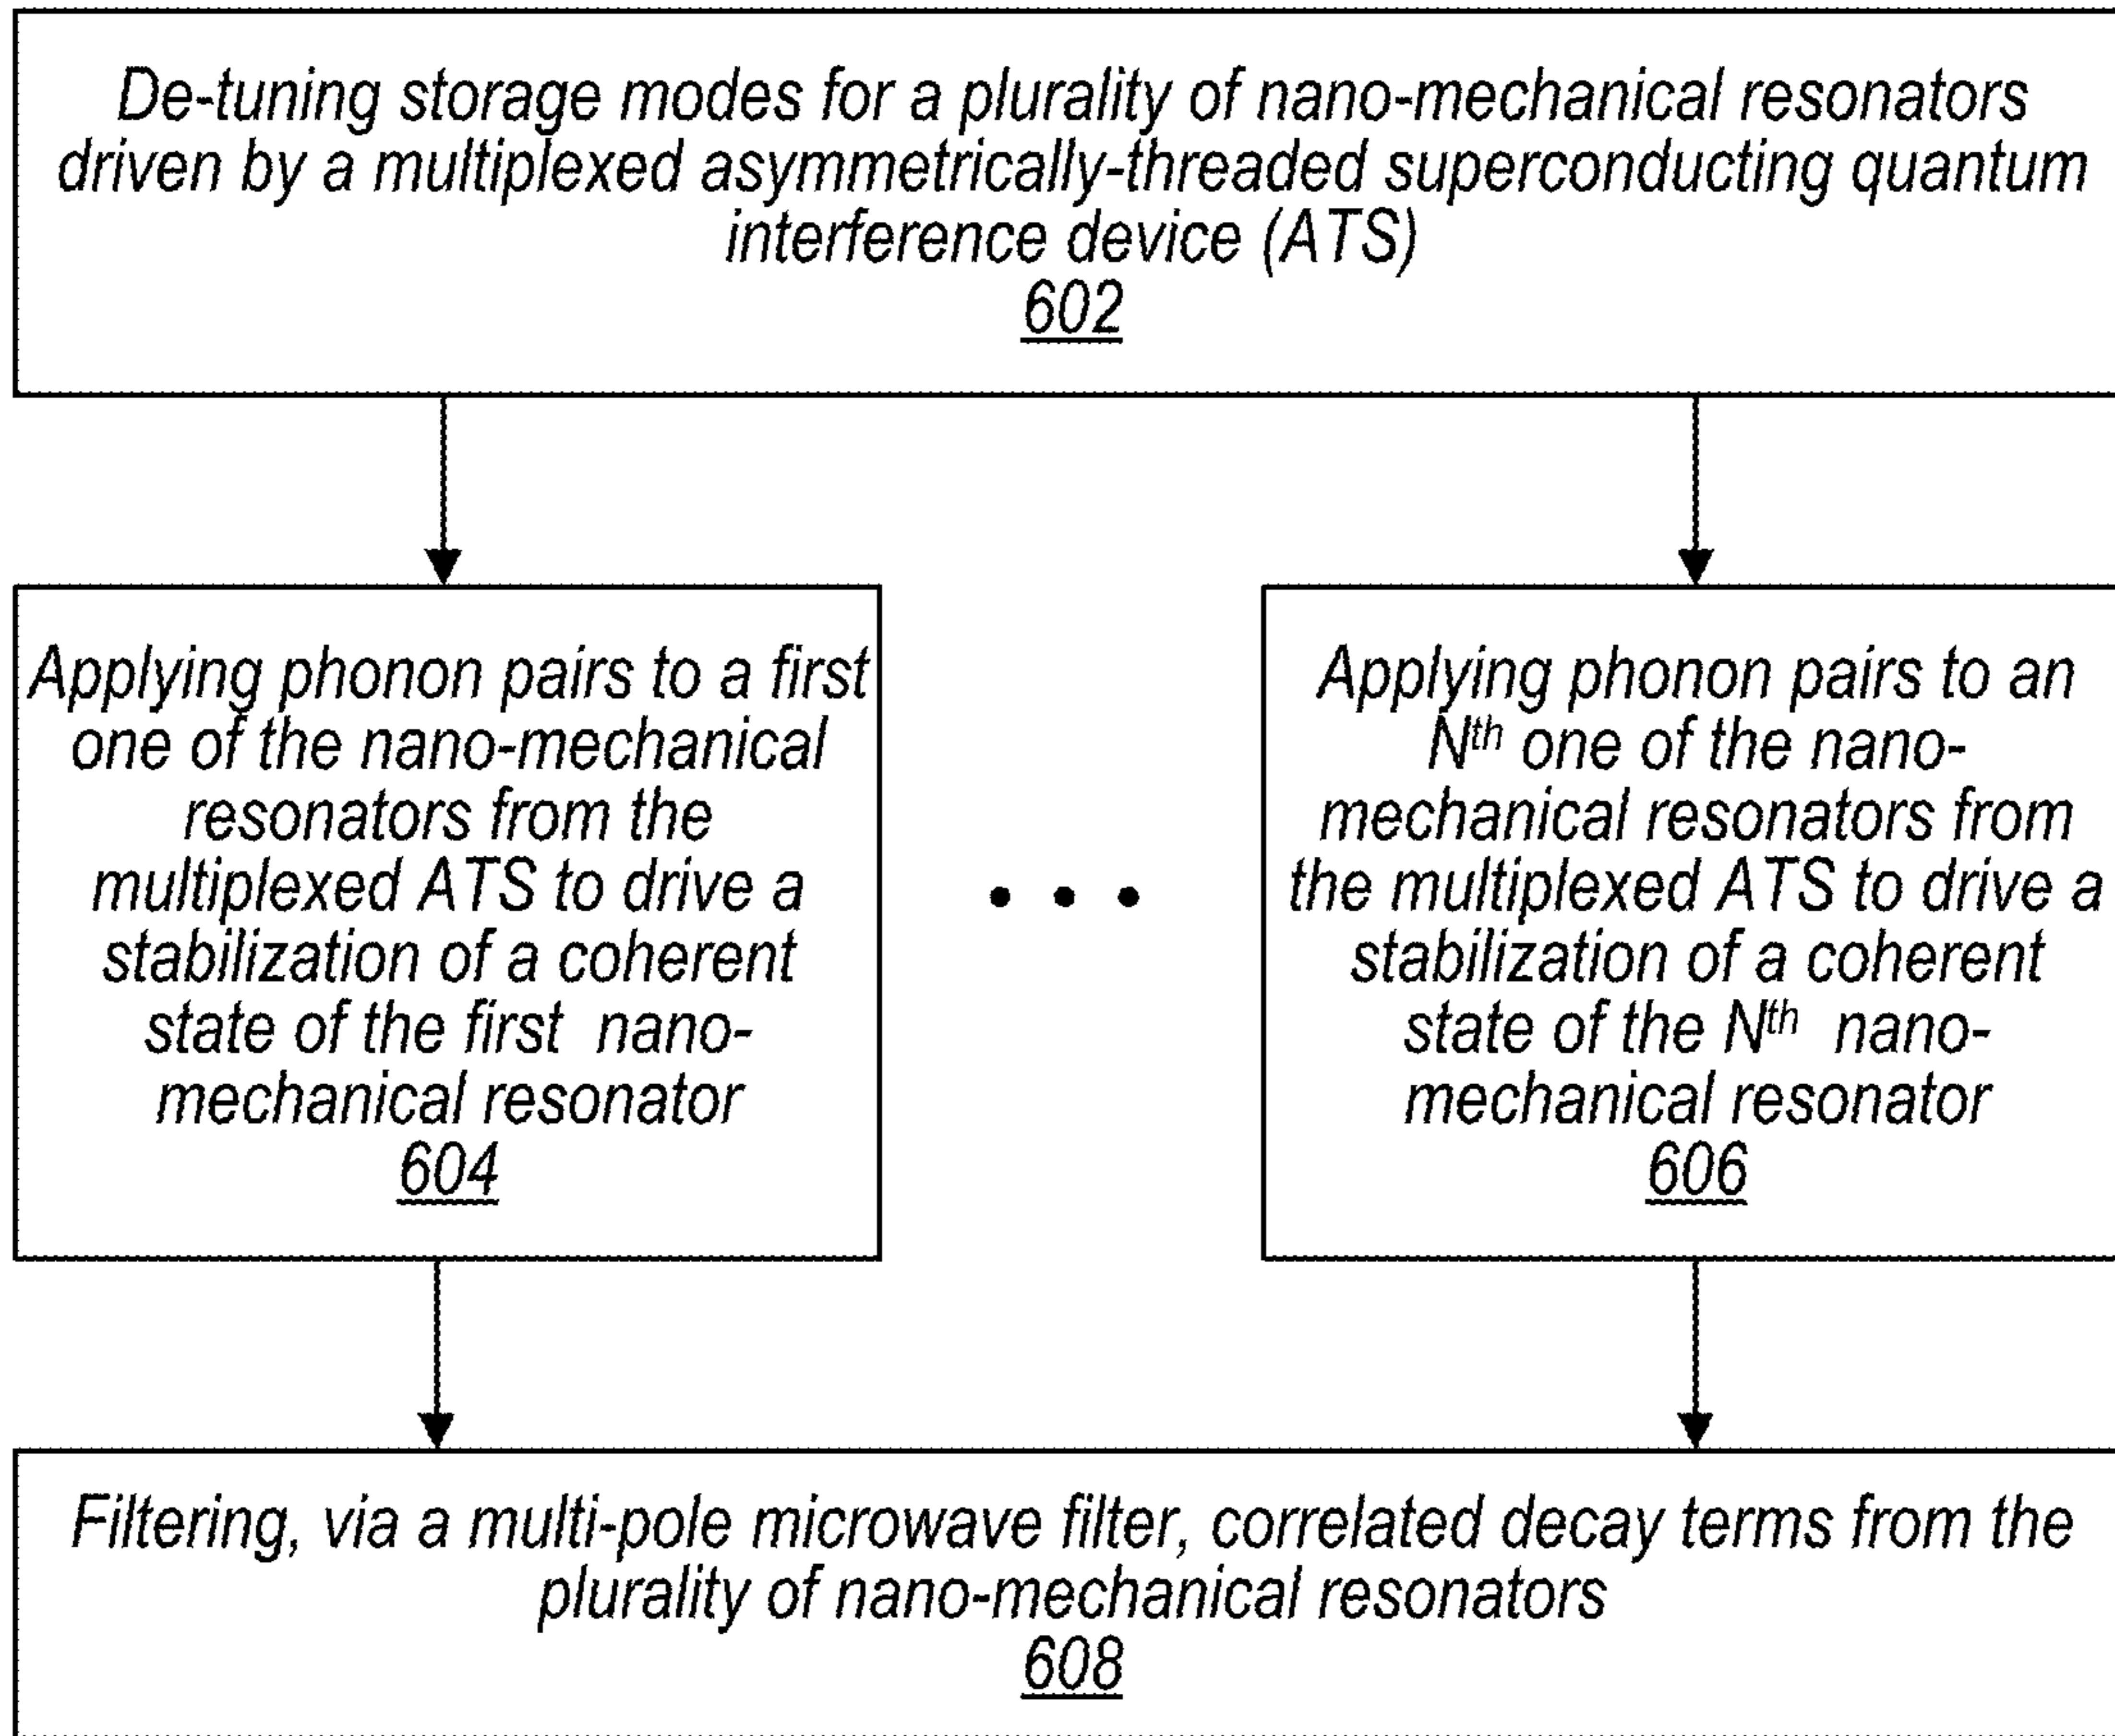 De-tuning storage modes for a plurality of nano-mechanical resonators
driven by a multiplexed asymmetrically-threaded superconducting quantum
interference device (ATS)
602
Applying phonon pairs to a first
one of the nano-mechanical
resonators from the
multiplexed ATS to drive a
stabilization of a coherent
state of the first nano-
mechanical resonator
604
• • •
Applying phonon pairs to an
Nth one of the nano-
mechanical resonators from
the multiplexed ATS to drive a
stabilization of a coherent
state of the Nth nano-
mechanical resonator
606
Filtering, via a multi-pole microwave filter, correlated decay terms from the
plurality of nano-mechanical resonators
608